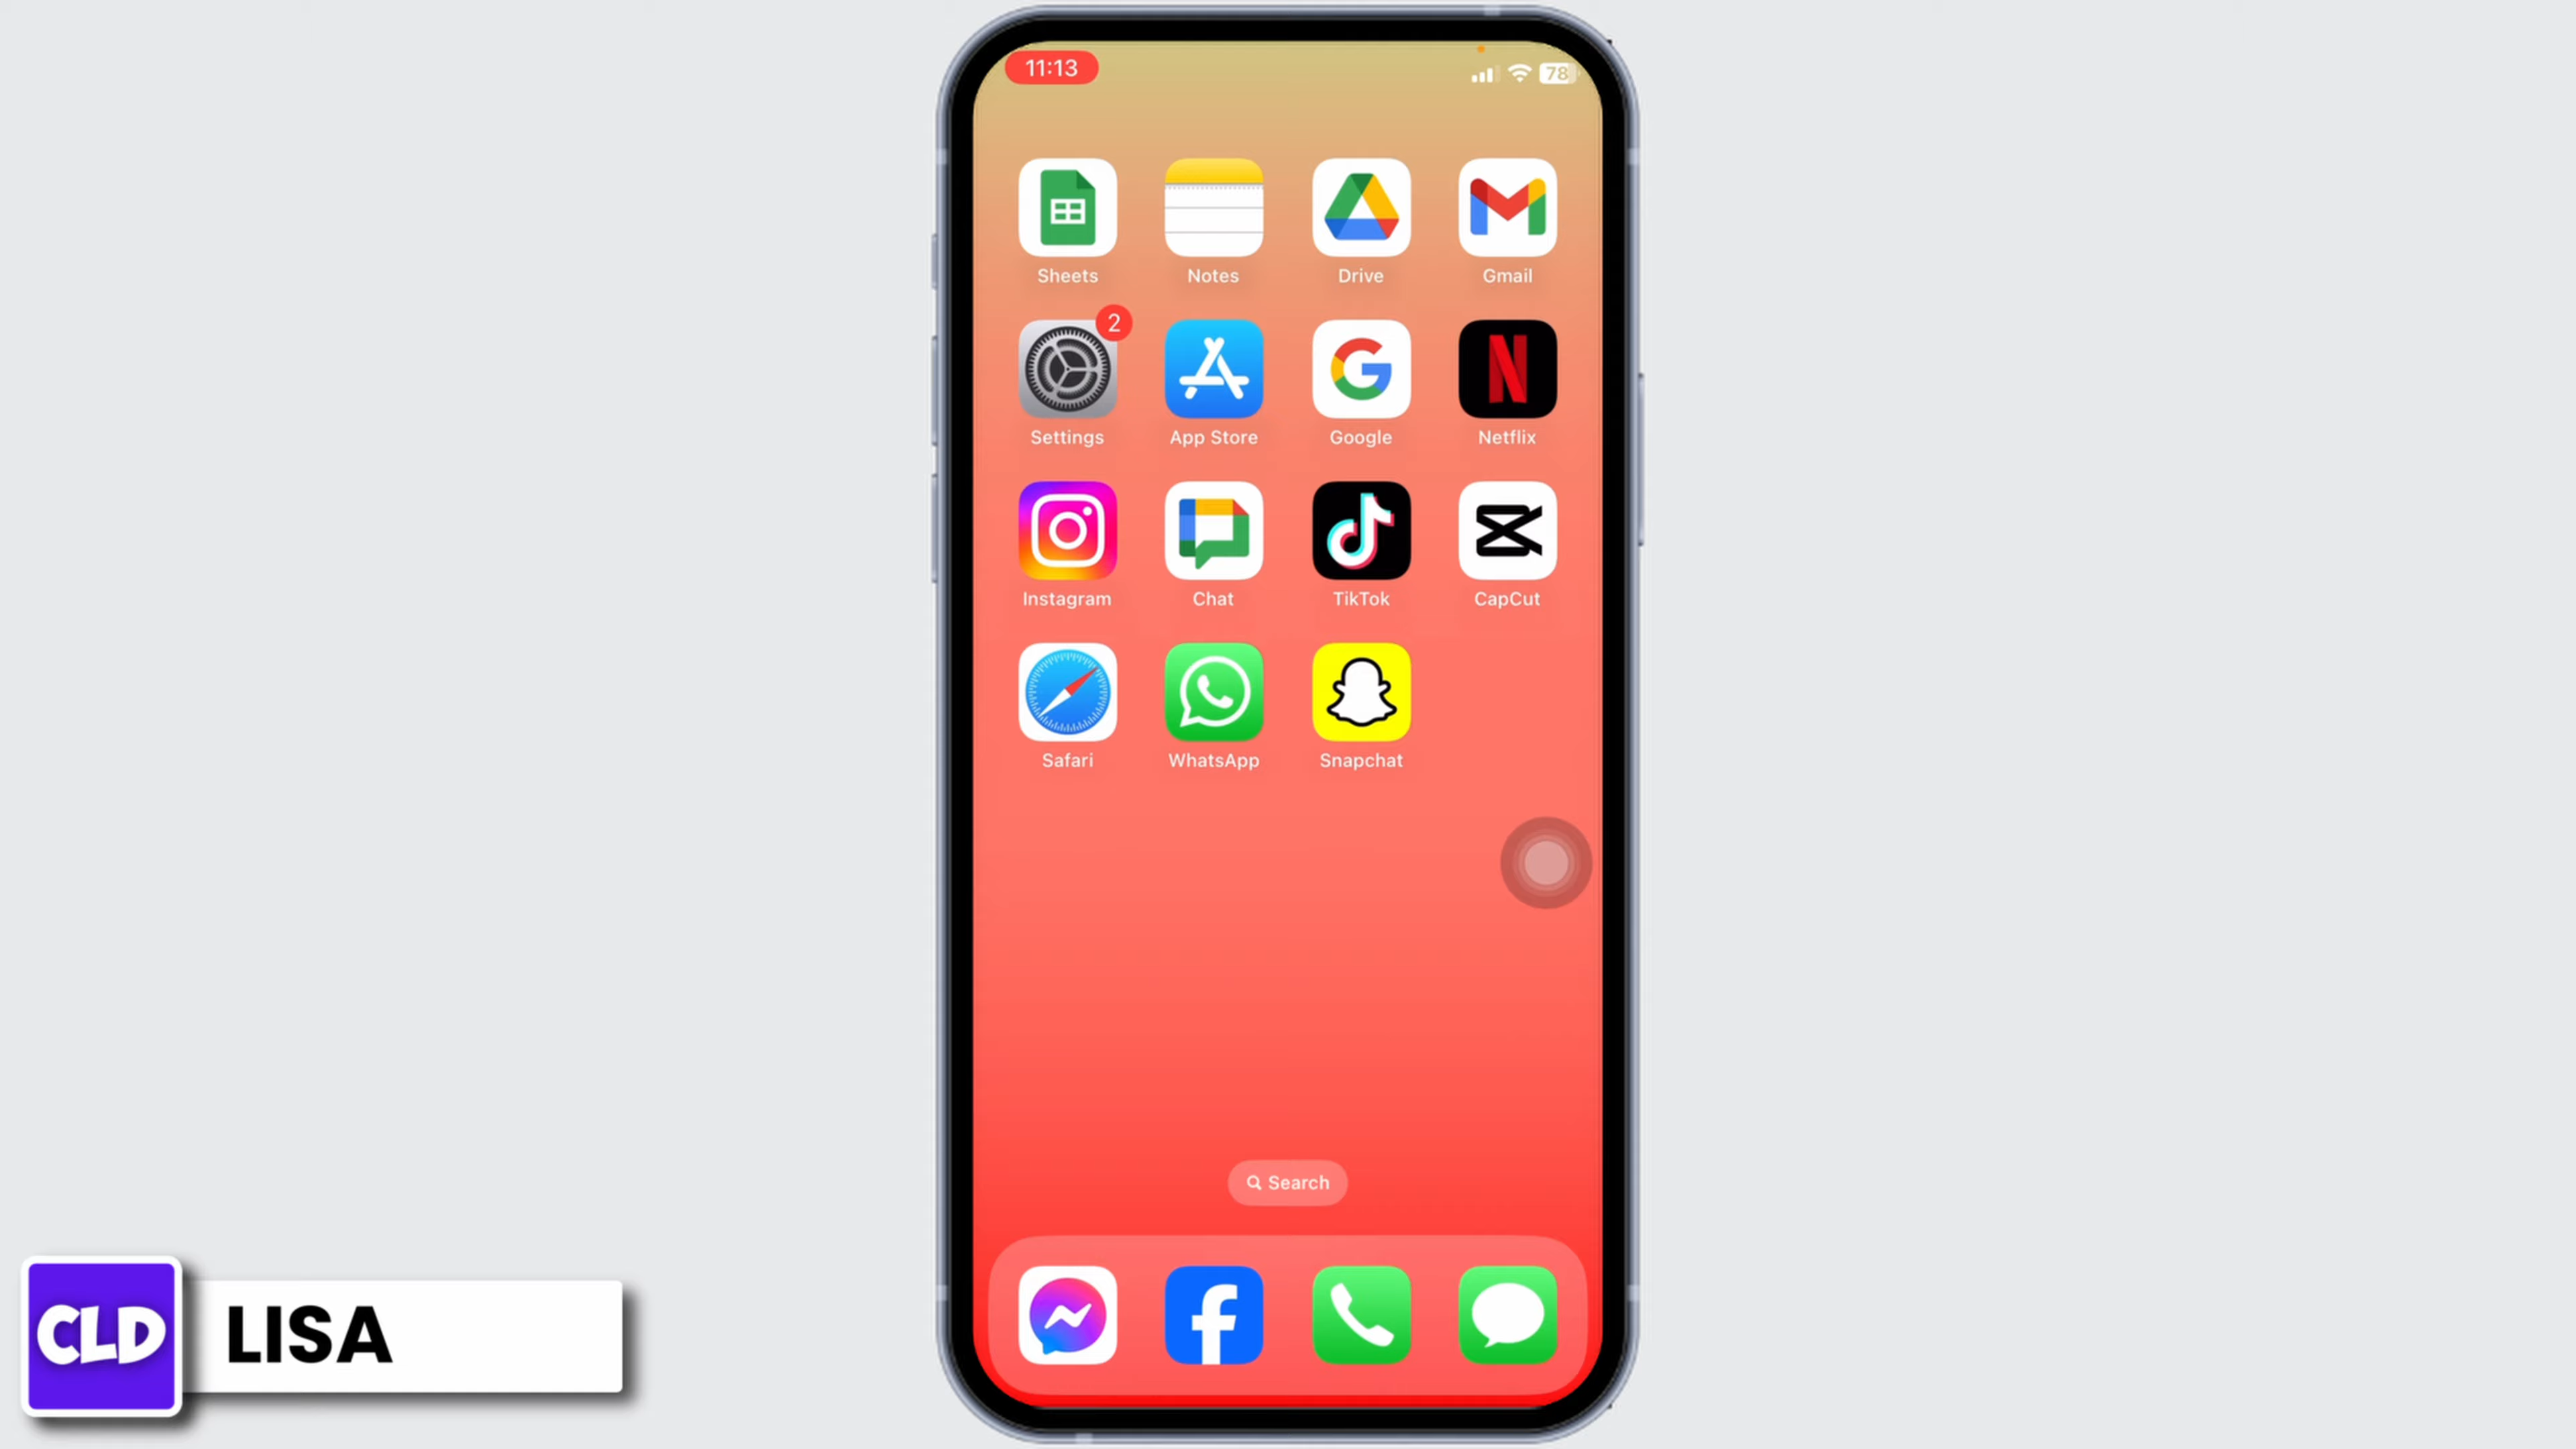 11:13
78
Sheets Notes Drive Gmail
2
Settings App Store Google Netflix
Instagram Chat TikTok CapCut
Safari WhatsApp Snapchat
Search
CLD LISA